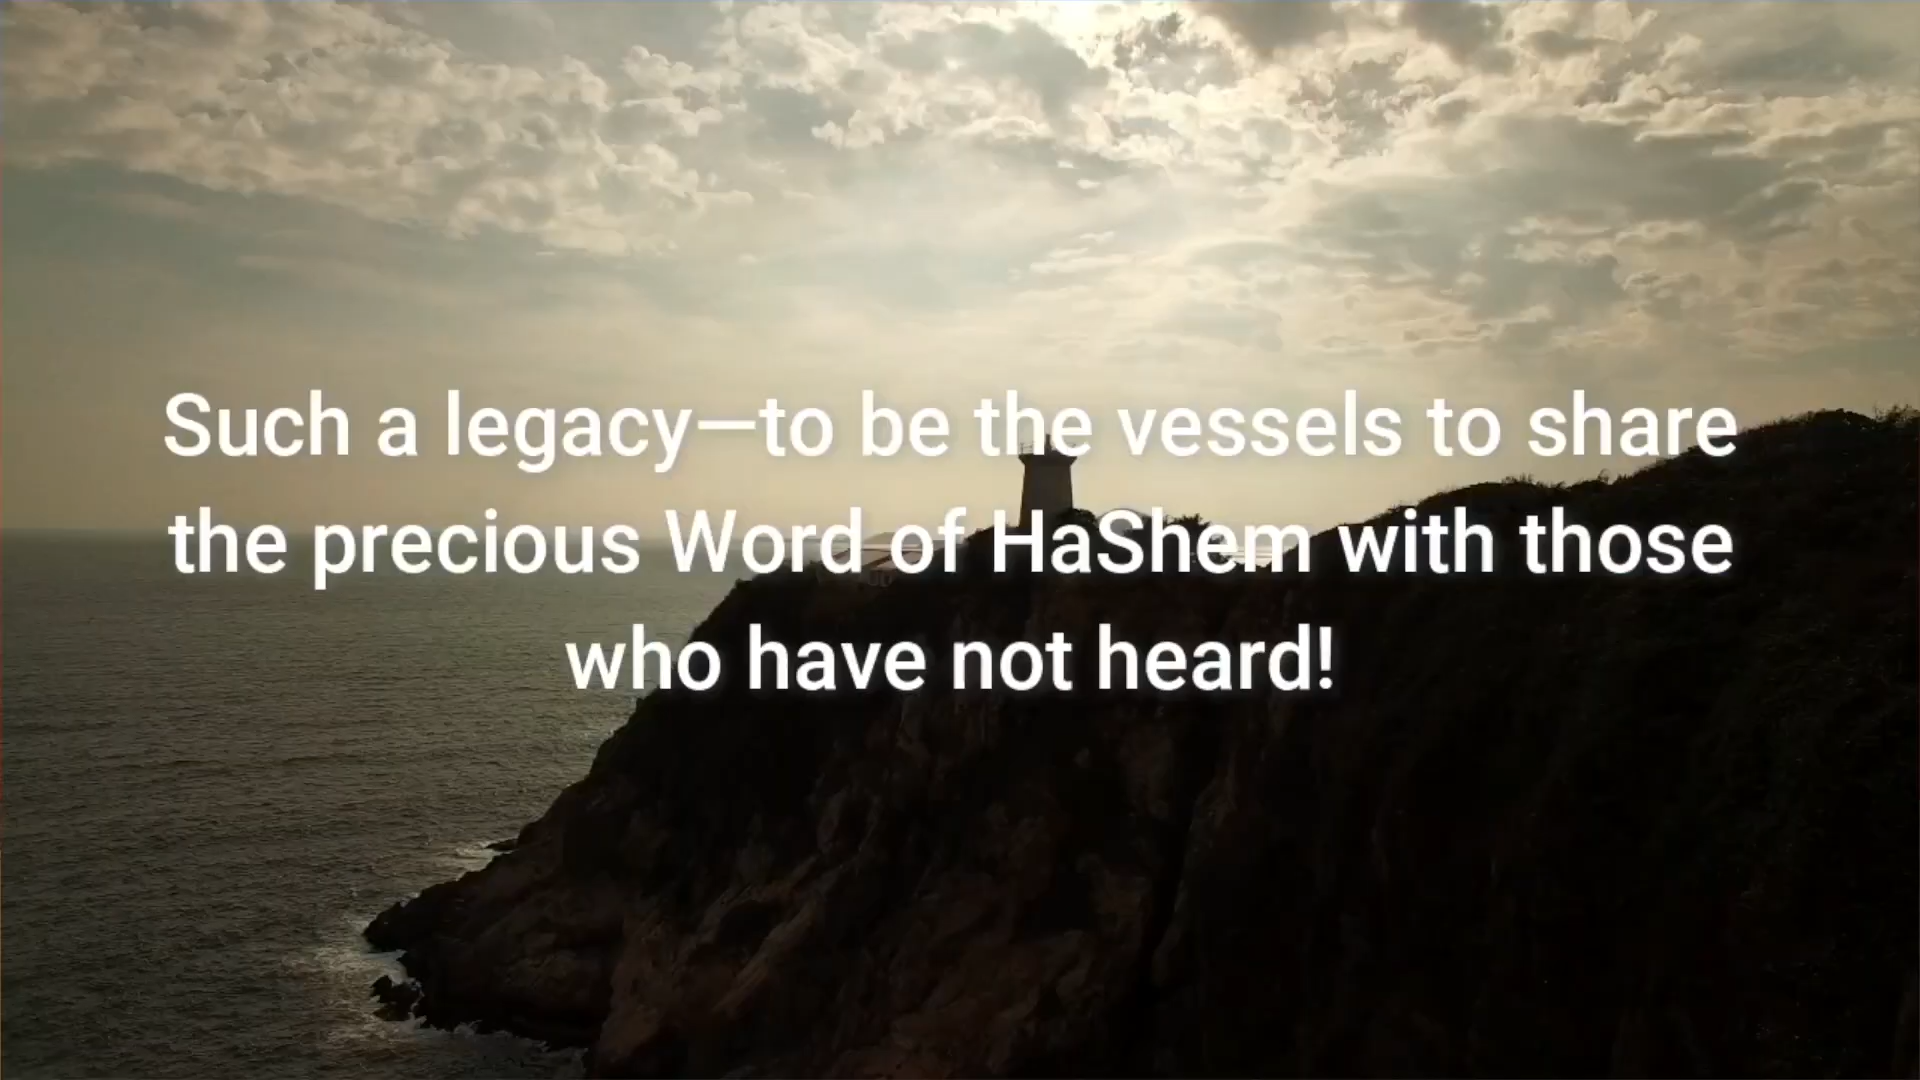 Such a legacy—to be the vessels to share
the precious Word of HaShem with those
who have not heard!